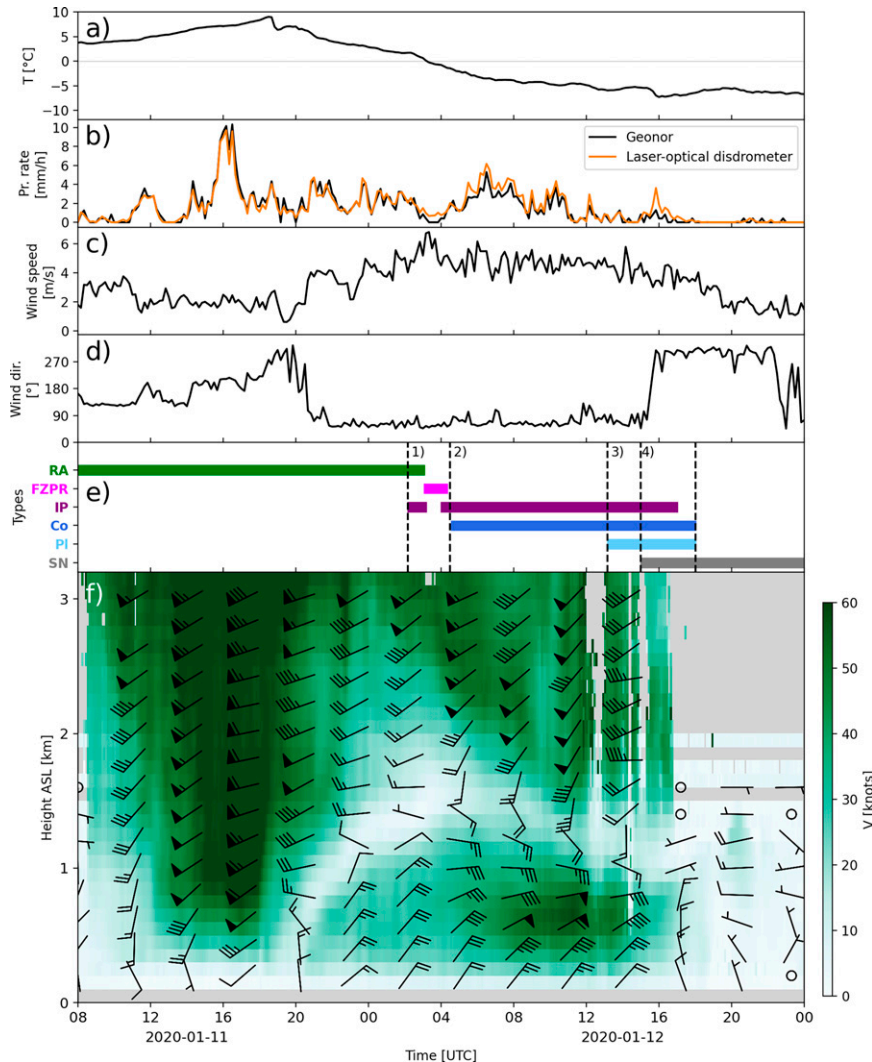 a)
T [°C]
10
5
0
−5
−10
b)
Pr. rate
[mm/h]
10
8
6
4
2
0
Geonor
Laser-optical disdrometer
c)
Wind speed
[m/s]
6
4
2
0
d)
Wind dir.
[°]
270
180
90
0
1) 2) 3) 4)
e)
Types
RA
FZPR
IP
Co
Pl
SN
f)
Height ASL [km]
3
2
1
0
60
50
40
30
20
10
0
V [knots]
08 12 16 20 00 04 08 12 16 20 00
2020-01-11 2020-01-12
Time [UTC]